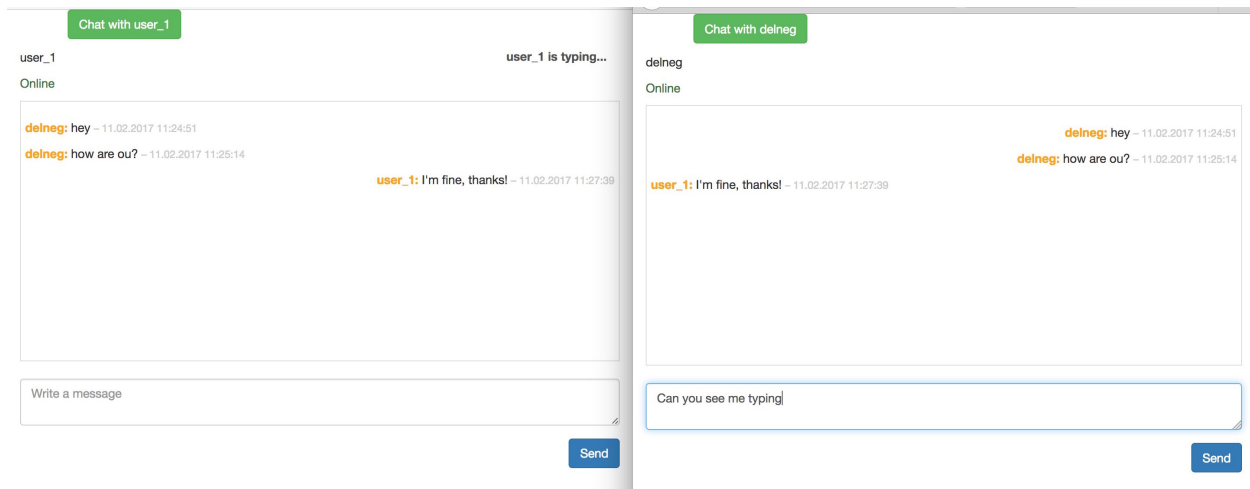 Chat with user_1
user_1
user_1 is typing...
Online
delneg: hey – 11.02.2017 11:24:51
delneg: how are ou? – 11.02.2017 11:25:14
user_1: I'm fine, thanks! – 11.02.2017 11:27:39
Write a message
Send
Chat with delneg
delneg
Online
delneg: hey – 11.02.2017 11:24:51
delneg: how are ou? – 11.02.2017 11:25:14
user_1: I'm fine, thanks! – 11.02.2017 11:27:39
Can you see me typing
Send